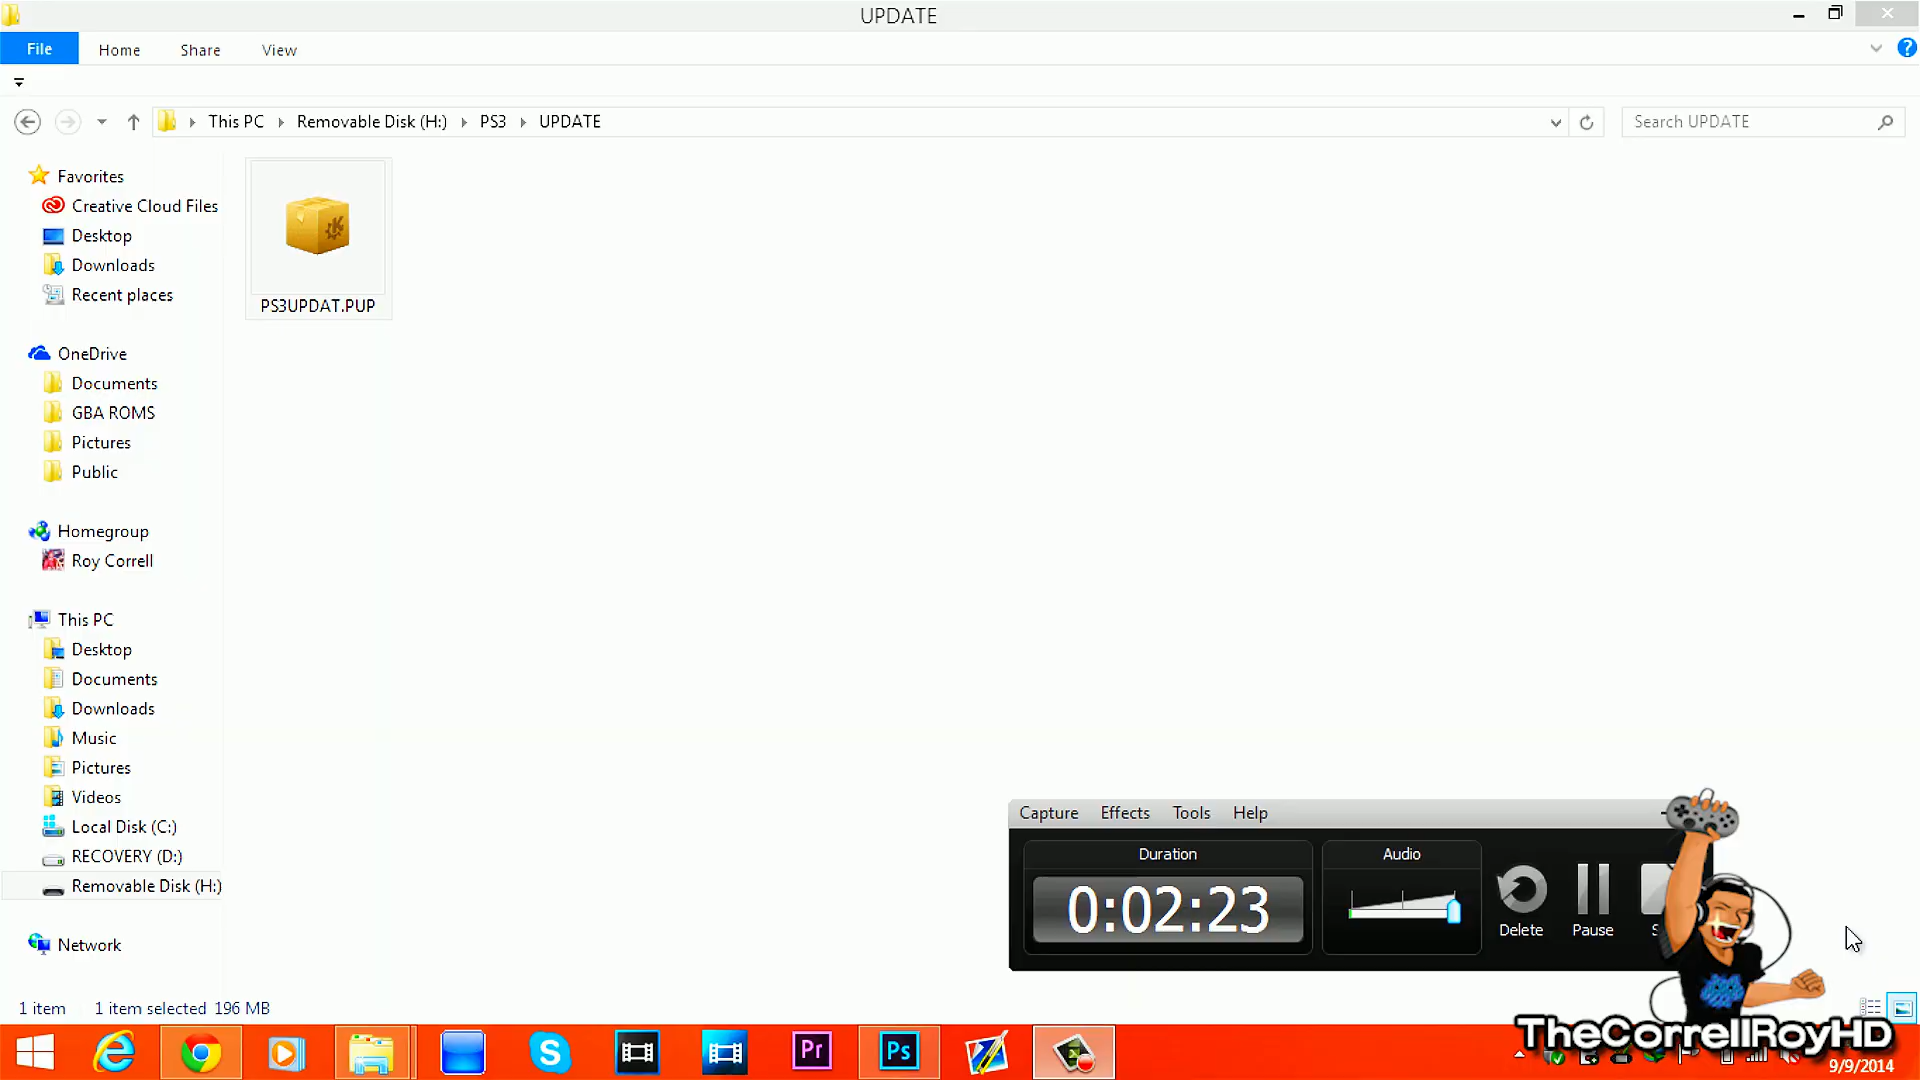 UPDATE
File Home Share View
This PC Removable Disk (H:) PS3 UPDATE
Search UPDATE
Favorites
Creative Cloud Files
Desktop
Downloads
Recent places
OneDrive
Documents
GBA ROMS
Pictures
Public
Homegroup
Roy Correll
This PC
Desktop
Documents
Downloads
Music
Pictures
Videos
Local Disk (C:)
RECOVERY (D:)
Removable Disk (H:)
Network
PS3UPDAT.PUP
Capture Effects Tools Help
Duration
0:02:23
Audio
Delete Pause S
1 item 1 item selected 196 MB
Pr Ps
TheCorrellRoyHD
9/9/2014